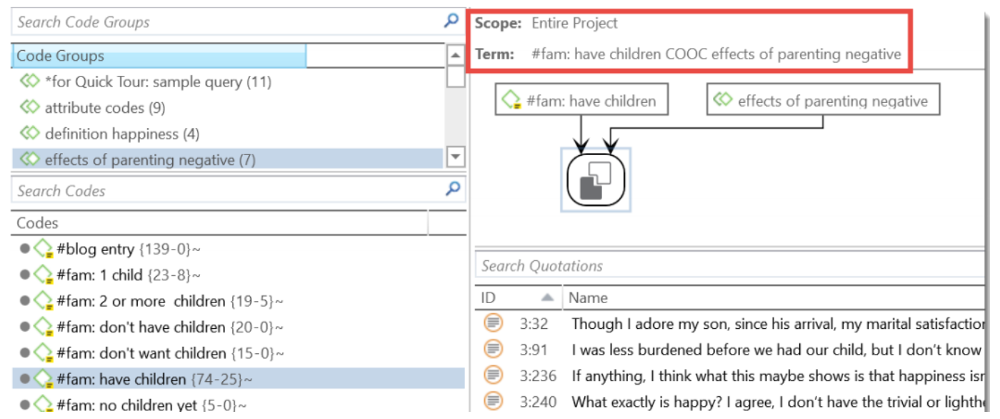 Search Code Groups
Code Groups
*for Quick Tour: sample query (11)
attribute codes (9)
definition happiness (4)
effects of parenting negative (7)
Search Codes
Codes
#blog entry {139-0}~
#fam: 1 child {23-8}~
#fam: 2 or more  children {19-5}~
#fam: don't have children {20-0}~
#fam: don't want children {15-0}~
#fam: have children {74-25}~
#fam: no children yet {5-0}~
Scope: Entire Project
Term: #fam: have children COOC effects of parenting negative
#fam: have children
effects of parenting negative
Search Quotations
ID Name
3:32 Though I adore my son, since his arrival, my marital satisfaction
3:91 I was less burdened before we had our child, but I don't know
3:236 If anything, I think what this maybe shows is that happiness isn
3:240 What exactly is happy? I agree, I don't have the trivial or lighthe